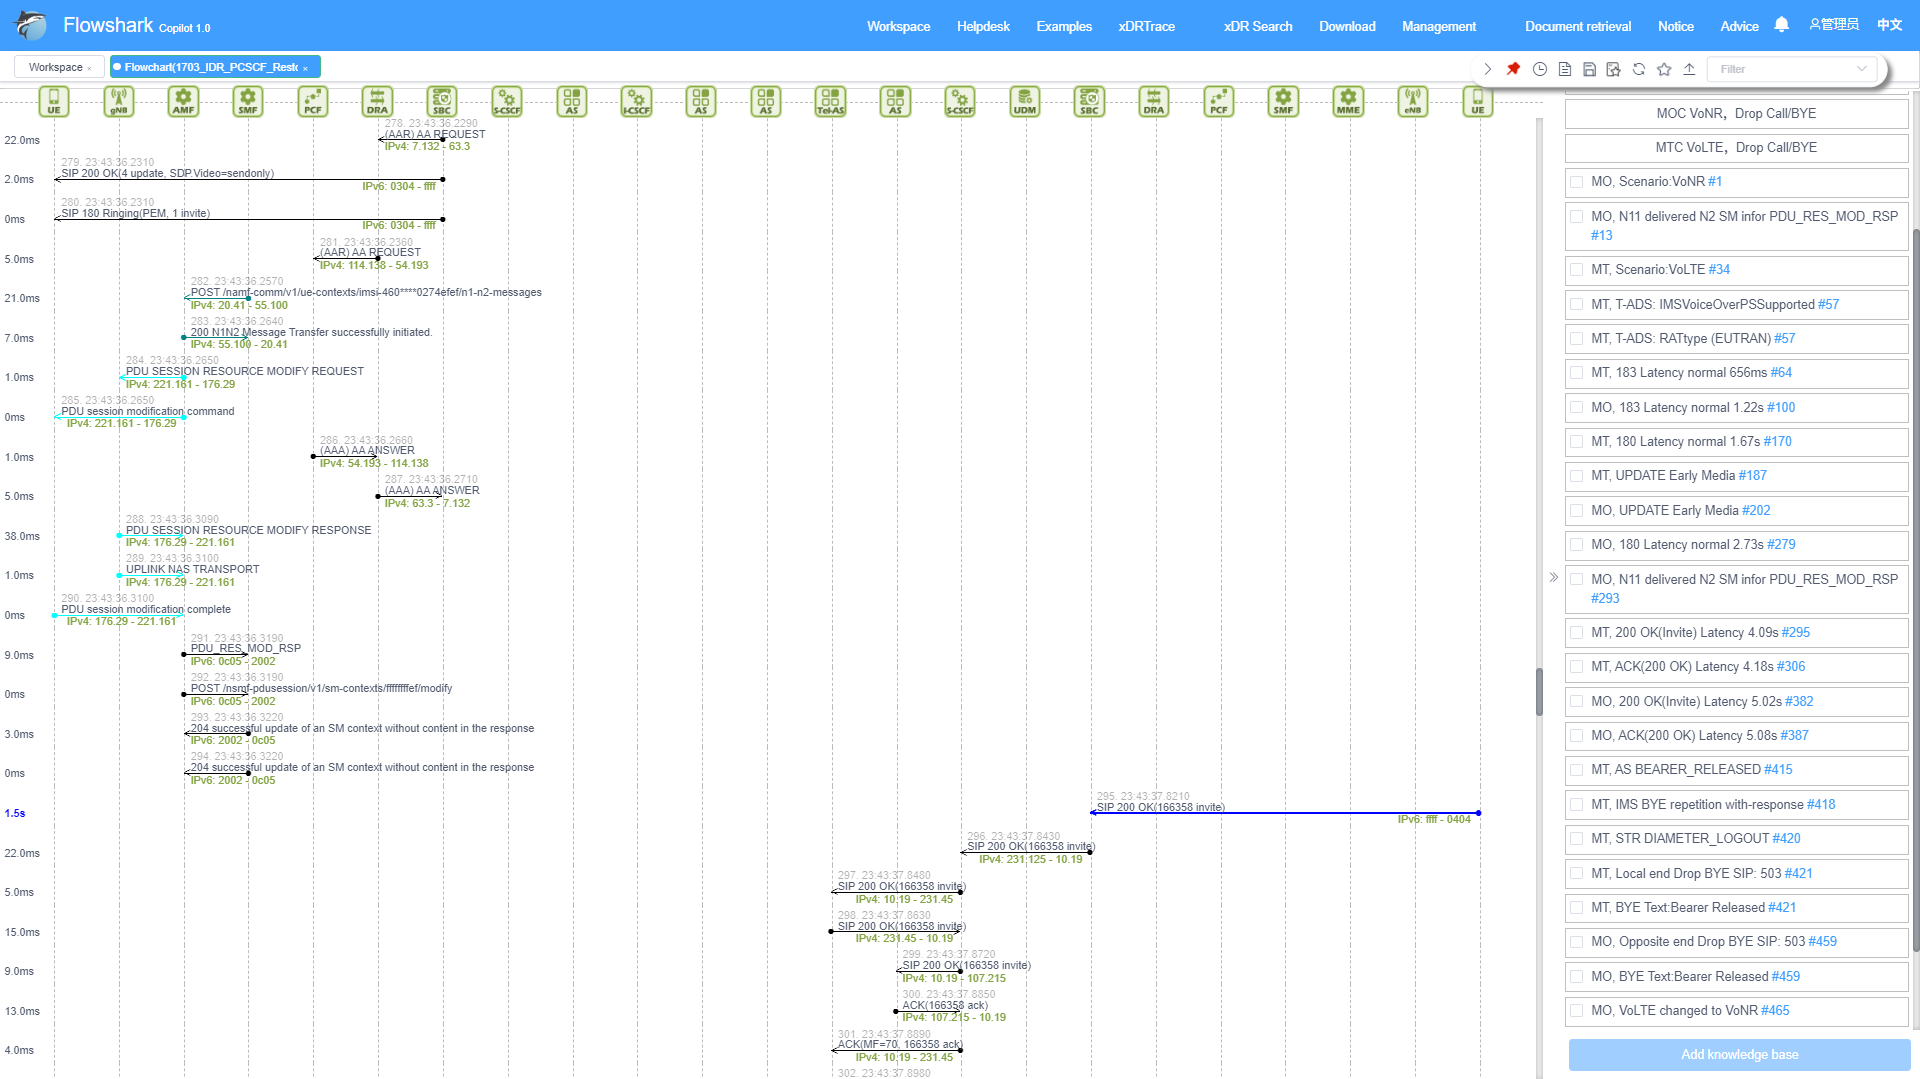 Flowshark Copilot 1.0
Workspace Helpdesk Examples xDRTrace xDR Search Download Management Document retrieval Notice Advice 管理员 中文
Workspace ×
Flowchart(1703_IDR_PCSCF_Resto ×
Filter
UE gNB AMF SMF PCF DRA SBC S-CSCF AS I-CSCF AS AS Tel-AS AS S-CSCF UDM SBC DRA PCF SMF MME eNB UE
278. 23:43:36.2290
22.0ms (AAR) AA REQUEST
IPv4: 7.132 - 63.3
279. 23:43:36.2310
2.0ms SIP 200 OK(4 update, SDP.Video=sendonly)
IPv6: 0304 - ffff
280. 23:43:36.2310
0ms SIP 180 Ringing(PEM, 1 invite)
IPv6: 0304 - ffff
281. 23:43:36.2360
5.0ms (AAR) AA REQUEST
IPv4: 114.138 - 54.193
282. 23:43:36.2570
21.0ms POST /namf-comm/v1/ue-contexts/imsi-460****0274efef/n1-n2-messages
IPv4: 20.41 - 55.100
283. 23:43:36.2640
7.0ms 200 N1N2 Message Transfer successfully initiated.
IPv4: 55.100 - 20.41
284. 23:43:36.2650
1.0ms PDU SESSION RESOURCE MODIFY REQUEST
IPv4: 221.161 - 176.29
285. 23:43:36.2650
0ms PDU session modification command
IPv4: 221.161 - 176.29
286. 23:43:36.2660
1.0ms (AAA) AA ANSWER
IPv4: 54.193 - 114.138
287. 23:43:36.2710
5.0ms (AAA) AA ANSWER
IPv4: 63.3 - 7.132
288. 23:43:36.3090
38.0ms PDU SESSION RESOURCE MODIFY RESPONSE
IPv4: 176.29 - 221.161
289. 23:43:36.3100
1.0ms UPLINK NAS TRANSPORT
IPv4: 176.29 - 221.161
290. 23:43:36.3100
0ms PDU session modification complete
IPv4: 176.29 - 221.161
291. 23:43:36.3190
9.0ms PDU_RES_MOD_RSP
IPv6: 0c05 - 2002
292. 23:43:36.3190
0ms POST /nsmf-pdusession/v1/sm-contexts/ffffffffef/modify
IPv6: 0c05 - 2002
293. 23:43:36.3220
3.0ms 204 successful update of an SM context without content in the response
IPv6: 2002 - 0c05
294. 23:43:36.3220
0ms 204 successful update of an SM context without content in the response
IPv6: 2002 - 0c05
295. 23:43:37.8210
1.5s SIP 200 OK(166358 invite)
IPv6: ffff - 0404
296. 23:43:37.8430
22.0ms SIP 200 OK(166358 invite)
IPv4: 231.125 - 10.19
297. 23:43:37.8480
5.0ms SIP 200 OK(166358 invite)
IPv4: 10.19 - 231.45
298. 23:43:37.8630
15.0ms SIP 200 OK(166358 invite)
IPv4: 231.45 - 10.19
299. 23:43:37.8720
9.0ms SIP 200 OK(166358 invite)
IPv4: 10.19 - 107.215
300. 23:43:37.8850
13.0ms ACK(166358 ack)
IPv4: 107.215 - 10.19
301. 23:43:37.8890
4.0ms ACK(MF=70, 166358 ack)
IPv4: 10.19 - 231.45
302. 23:43:37.8980
MOC VoNR，Drop Call/BYE
MTC VoLTE，Drop Call/BYE
MO, Scenario:VoNR #1
MO, N11 delivered N2 SM infor PDU_RES_MOD_RSP
#13
MT, Scenario:VoLTE #34
MT, T-ADS: IMSVoiceOverPSSupported #57
MT, T-ADS: RATtype (EUTRAN) #57
MT, 183 Latency normal 656ms #64
MO, 183 Latency normal 1.22s #100
MT, 180 Latency normal 1.67s #170
MT, UPDATE Early Media #187
MO, UPDATE Early Media #202
MO, 180 Latency normal 2.73s #279
MO, N11 delivered N2 SM infor PDU_RES_MOD_RSP
#293
MT, 200 OK(Invite) Latency 4.09s #295
MT, ACK(200 OK) Latency 4.18s #306
MO, 200 OK(Invite) Latency 5.02s #382
MO, ACK(200 OK) Latency 5.08s #387
MT, AS BEARER_RELEASED #415
MT, IMS BYE repetition with-response #418
MT, STR DIAMETER_LOGOUT #420
MT, Local end Drop BYE SIP: 503 #421
MT, BYE Text:Bearer Released #421
MO, Opposite end Drop BYE SIP: 503 #459
MO, BYE Text:Bearer Released #459
MO, VoLTE changed to VoNR #465
Add knowledge base